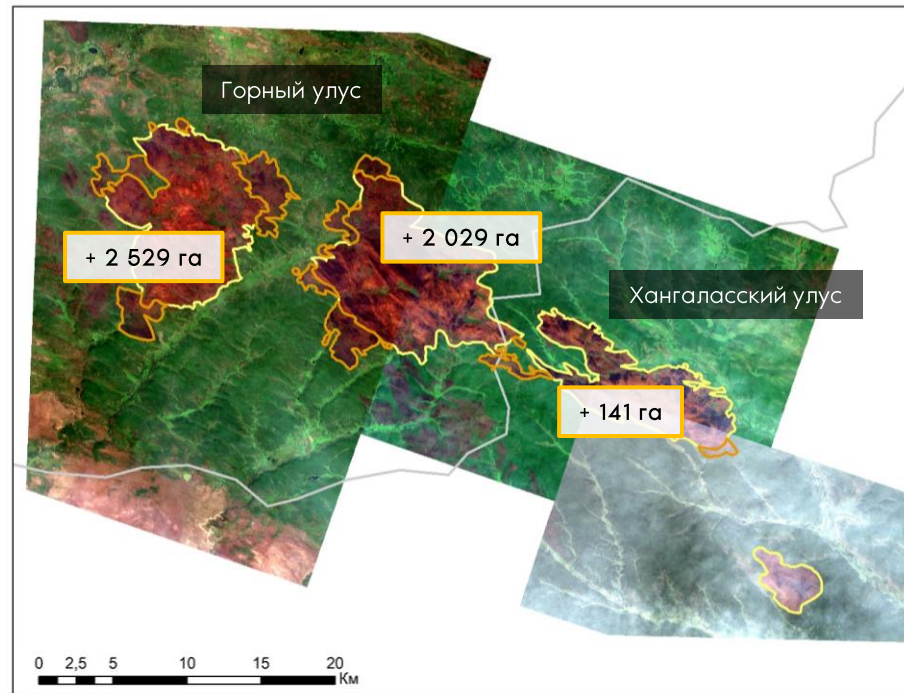 Горный улус
+ 2 529 га
+ 2 029 га
Хангаласский улус
+ 141 га
0 2,5 5 10 15 20
Км